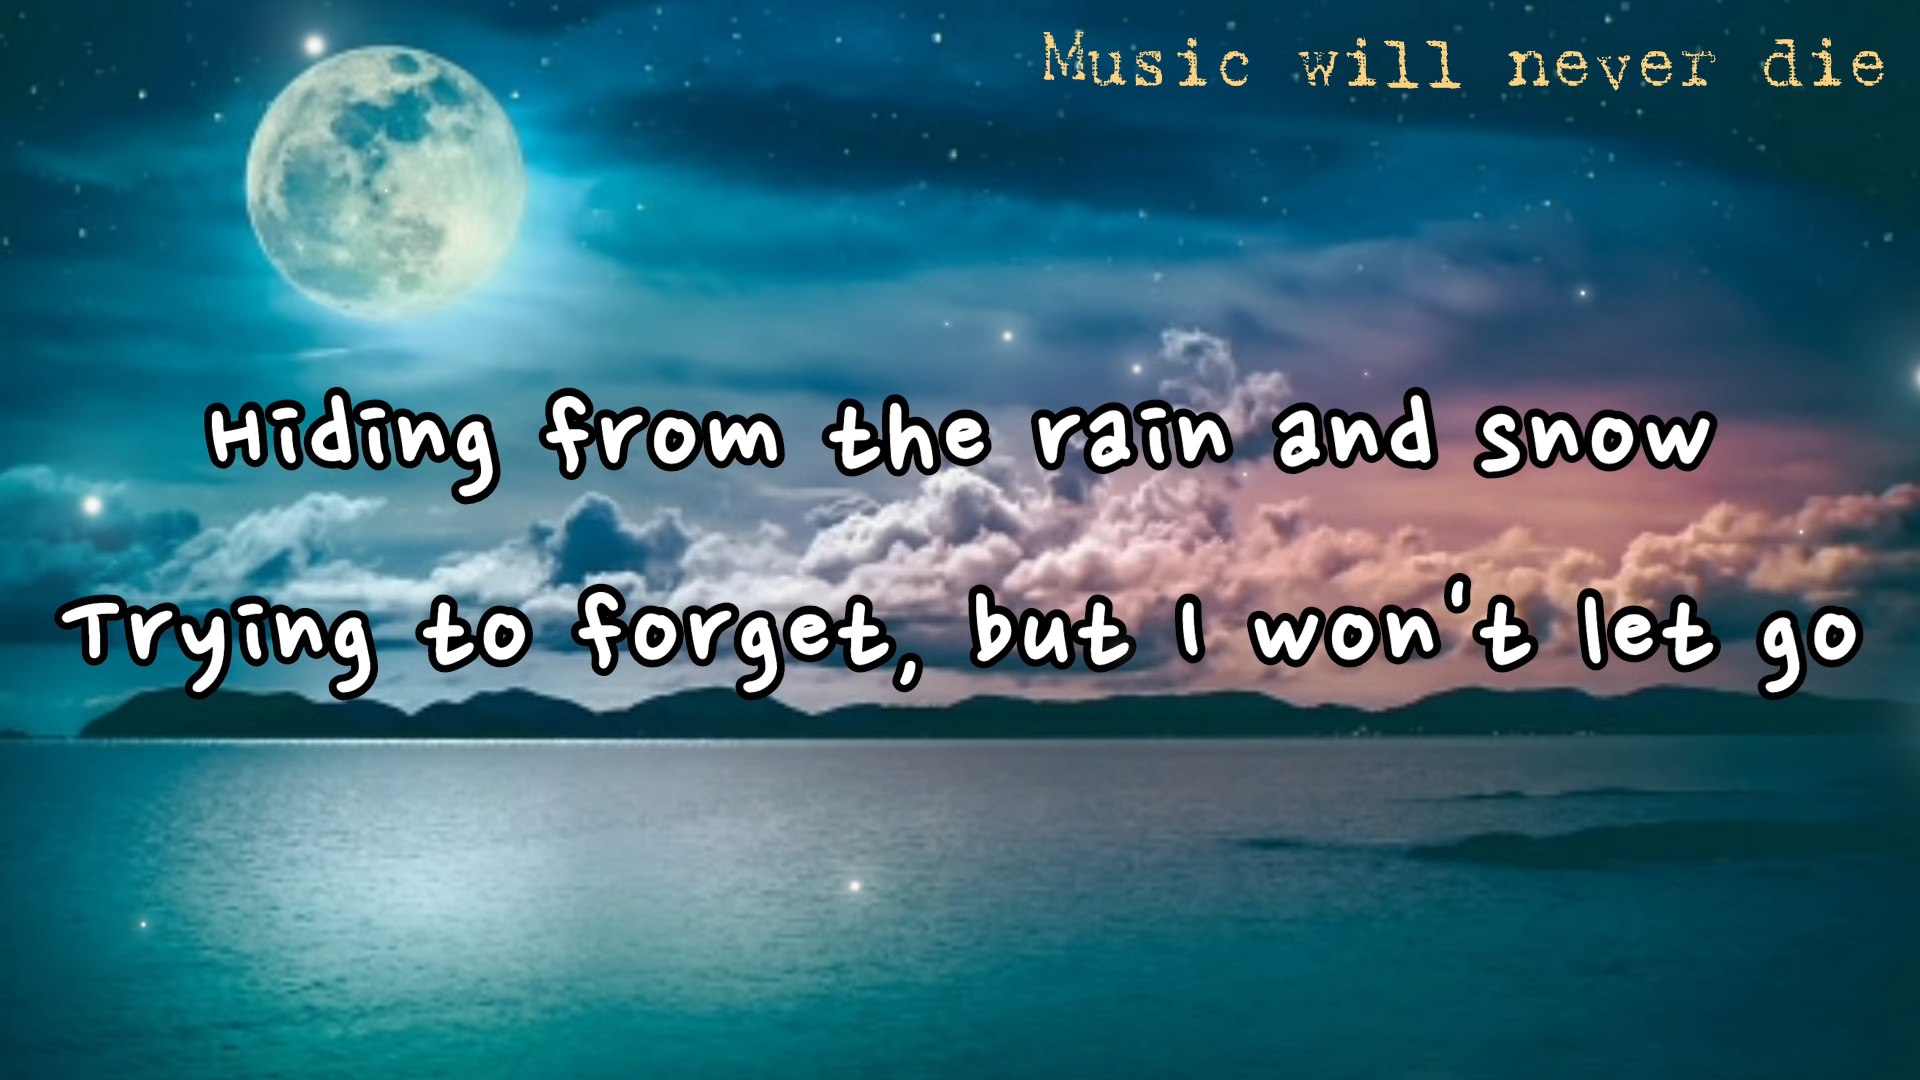 Music will never die
Hiding from the rain and snow
Trying to forget, but I won't let go